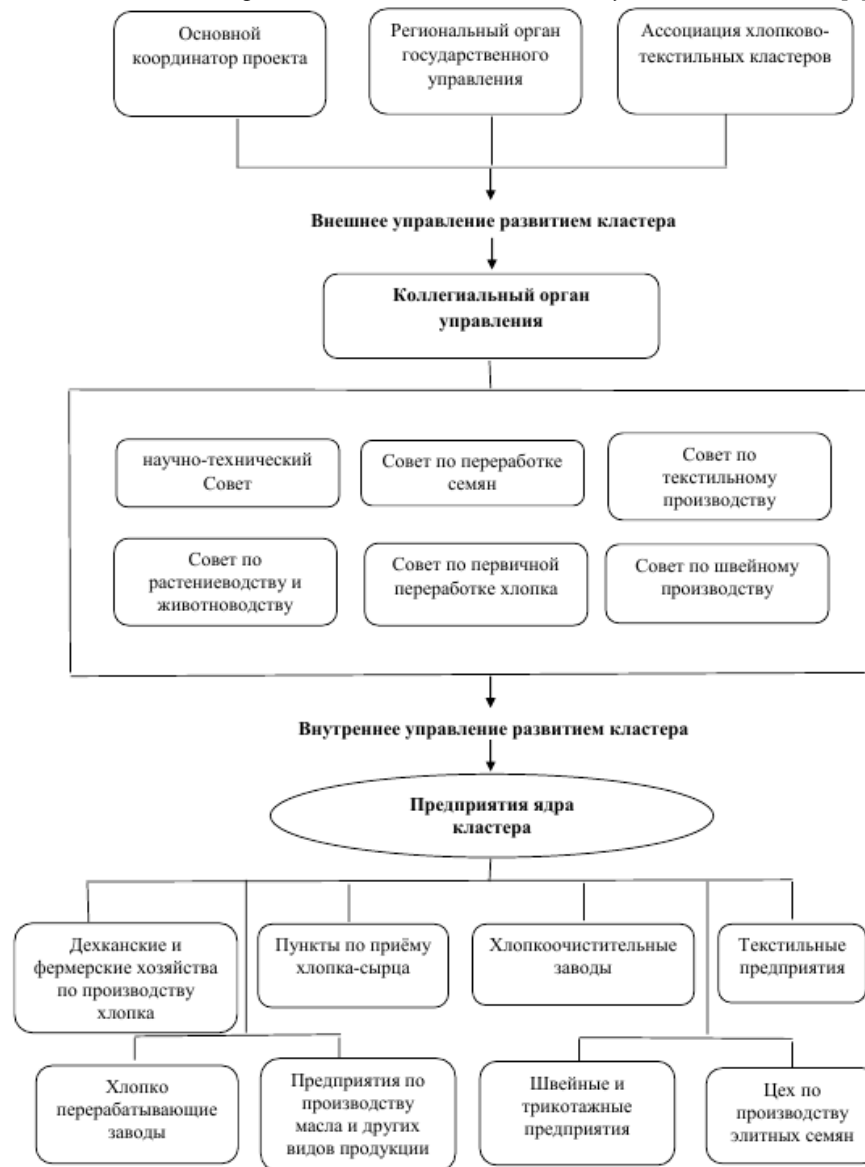 Основной
координатор проекта
Региональный орган
государственного
управления
Ассоциация хлопково-
текстильных кластеров
Внешнее управление развитием кластера
Коллегиальный орган
управления
научно-технический
Совет
Совет по переработке
семян
Совет по
текстильному
производству
Совет по
растениеводству и
животноводству
Совет по первичной
переработке хлопка
Совет по швейному
производству
Внутреннее управление развитием кластера
Предприятия ядра
кластера
Дехканские и
фермерские хозяйства
по производству
хлопка
Пункты по приёму
хлопка-сырца
Хлопкоочистительные
заводы
Текстильные
предприятия
Хлопко
перерабатывающие
заводы
Предприятия по
производству
масла и других
видов продукции
Швейные и
трикотажные
предприятия
Цех по
производству
элитных семян